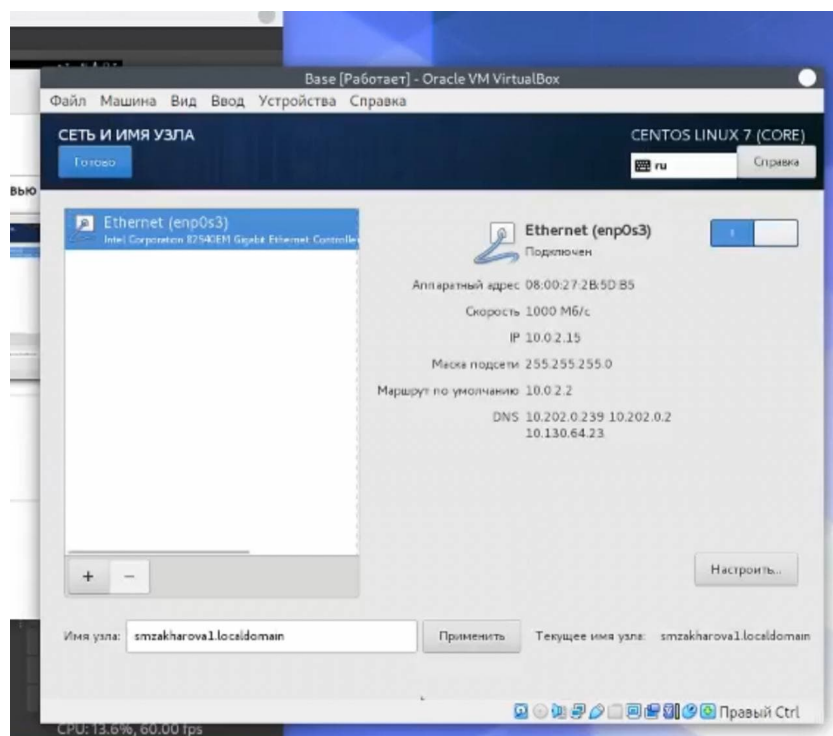 Base [Работает] - Oracle VM VirtualBox
Файл Машина Вид Ввод Устройства Справка
СЕТЬ И ИМЯ УЗЛА
CENTOS LINUX 7 (CORE)
Готово
ru
Справка
вью
Ethernet (enp0s3)
Intel Corporation 82540EM Gigabit Ethernet Controlle
Ethernet (enp0s3)
Подключен
Аппаратный адрес 08:00:27:2B:5D:B5
Скорость 1000 Мб/с
IP 10.0.2.15
Маска подсети 255.255.255.0
Маршрут по умолчанию 10.0.2.2
DNS 10.202.0.239 10.202.0.2
10.130.64.23
+ −
Настроить...
Имя узла: smzakharova1.localdomain
Применить
Текущее имя узла: smzakharova1.localdomain
Правый Ctrl
CPU: 13.6%, 60.00 fps